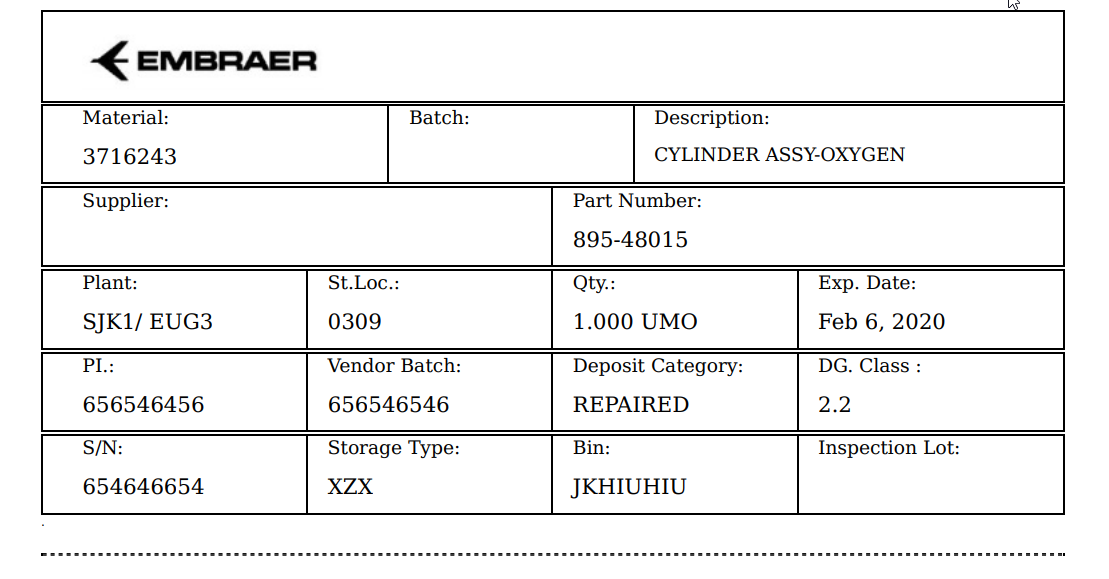 EMBRAER
Material: Batch: Description:
3716243 CYLINDER ASSY-OXYGEN
Supplier: Part Number:
895-48015
Plant: St.Loc.: Qty.: Exp. Date:
SJK1/ EUG3 0309 1.000 UMO Feb 6, 2020
PI.: Vendor Batch: Deposit Category: DG. Class :
656546456 656546546 REPAIRED 2.2
S/N: Storage Type: Bin: Inspection Lot:
654646654 XZX JKHIUHIU
.